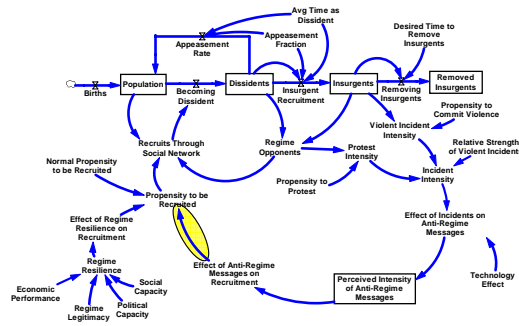 Avg Time as
Dissident
Appeasement
Fraction
Desired Time to
Remove
Insurgents
Appeasement
Rate
Population
Dissidents
Insurgents
Removed
Insurgents
Births
Becoming
Dissident
Insurgent
Recruitment
Removing
Insurgents
Propensity to
Commit Violence
Violent Incident
Intensity
Recruits Through
Social Network
Regime
Opponents
Protest
Intensity
Relative Strength
of Violent Incident
Normal Propensity
to be Recruited
Incident
Intensity
Propensity to
Protest
Propensity to be
Recruited
Effect of Regime
Resilience on
Recruitment
Effect of Incidents on
Anti-Regime
Messages
Regime
Resilience
Effect of Anti-Regime
Messages on
Recruitment
Technology
Effect
Economic
Performance
Social
Capacity
Perceived Intensity
of Anti-Regime
Messages
Regime
Legitimacy
Political
Capacity